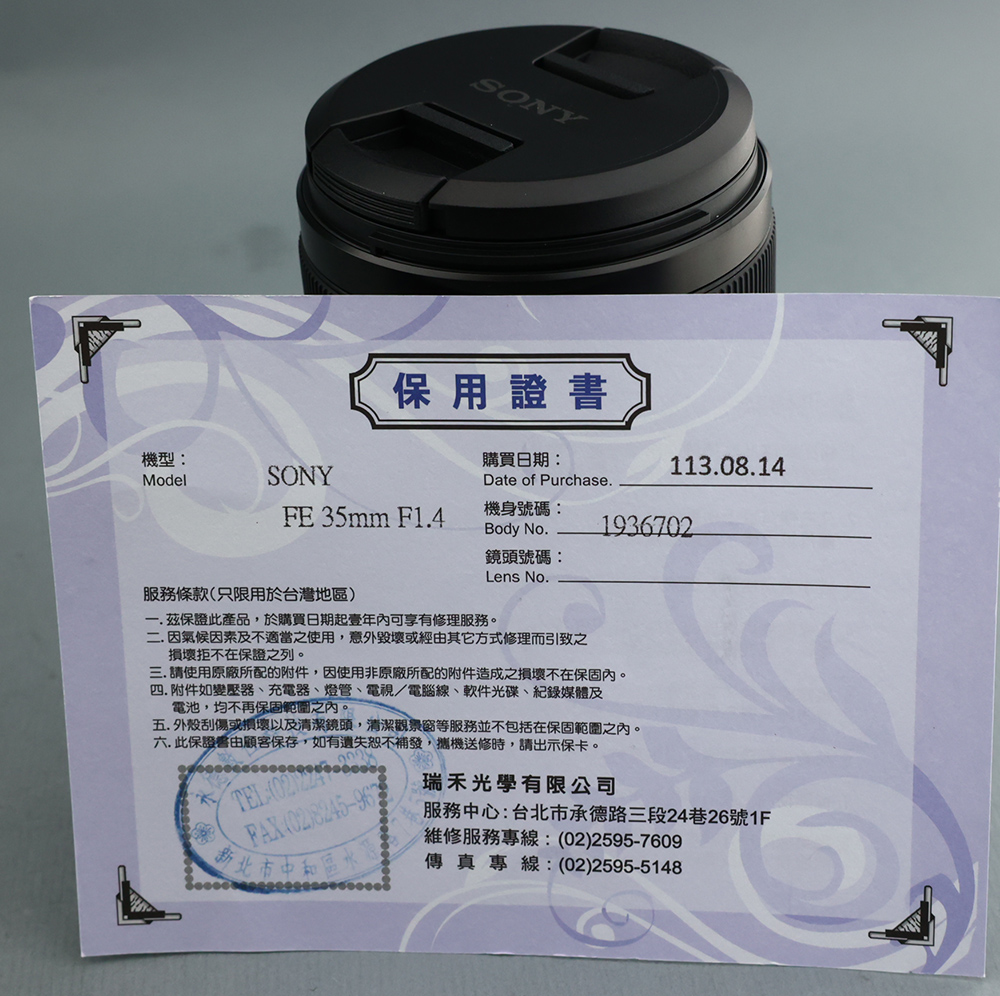 SONY
保用證書
機型：
Model
SONY
FE 35mm F1.4
購買日期：
Date of Purchase.
113.08.14
機身號碼：
Body No.
1936702
鏡頭號碼：
Lens No.
服務條款(只限用於台灣地區)
一. 茲保證此產品，於購買日期起壹年內可享有修理服務。
二. 因氣候因素及不適當之使用，意外毀壞或經由其它方式修理而引致之
損壞拒不在保證之列。
三. 請使用原廠所配的附件，因使用非原廠所配的附件造成之損壞不在保固內。
四. 附件如變壓器、充電器、燈管、電視／電腦線、軟件光碟、紀錄媒體及
電池，均不再保固範圍之內。
五. 外殼刮傷或損壞以及清潔鏡頭，清潔觀景窗等服務並不包括在保固範圍之內。
六. 此保證書由顧客保存，如有遺失恕不補發，攜機送修時，請出示保卡。
瑞禾光學有限公司
服務中心：台北市承德路三段24巷26號1F
維修服務專線：(02)2595-7609
傳真專線：(02)2595-5148
TEL:(02)
FAX:(02)8245-967
新北市中和區